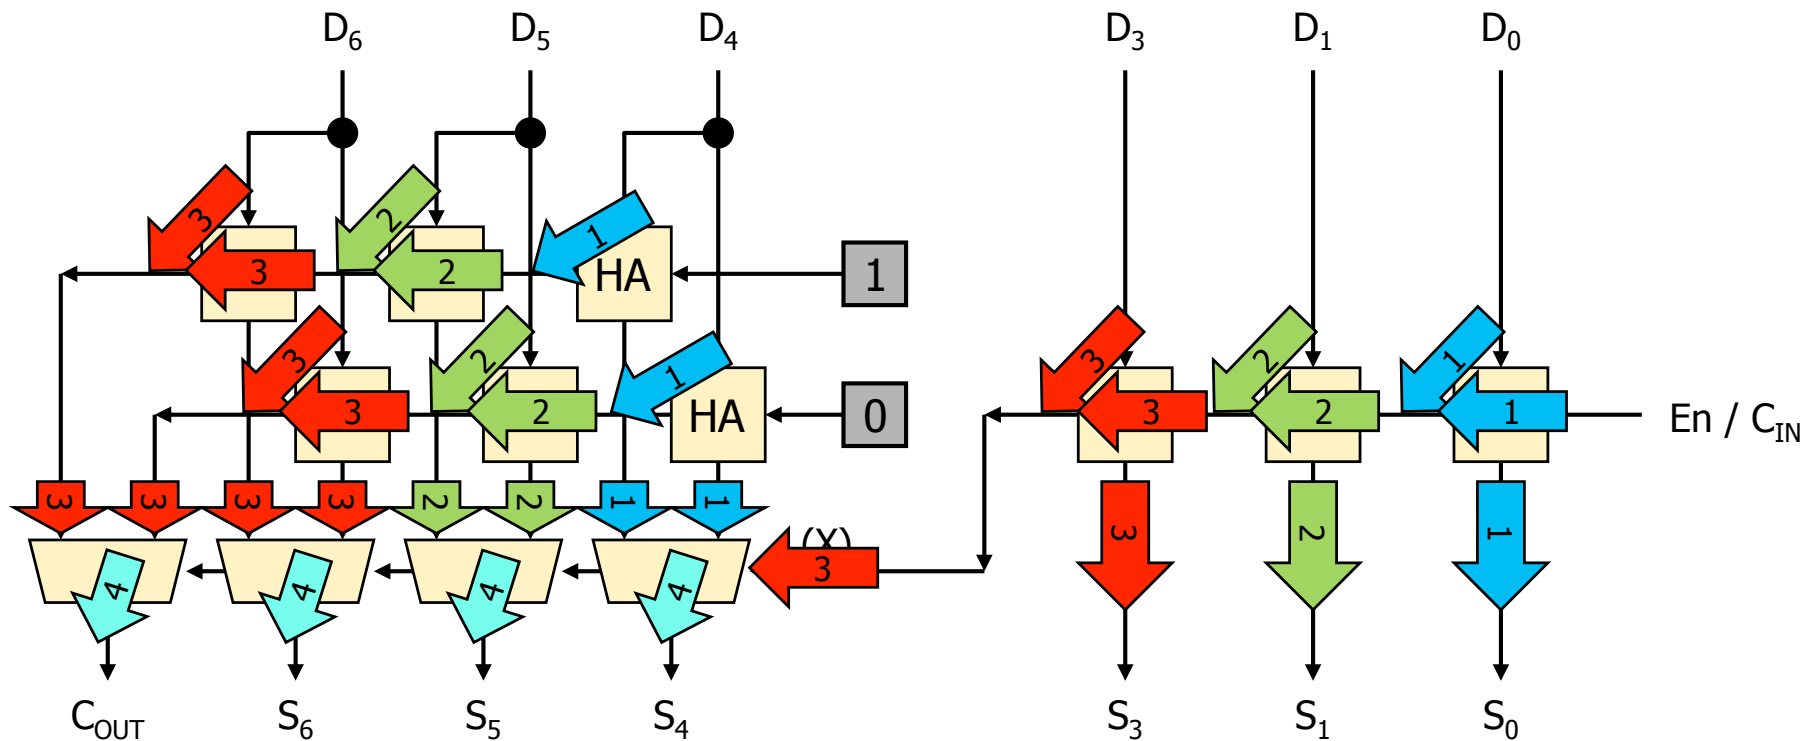 D6 D5 D4 D3 D1 D0
3 2 1
3 2 HA 1
3 2 1 3 2 1
3 2 HA 0 3 2 1 En / CIN
3 3 3 3 2 2 1 1 3 2 1
(X)
4 4 4 4 3
COUT S6 S5 S4 S3 S1 S0